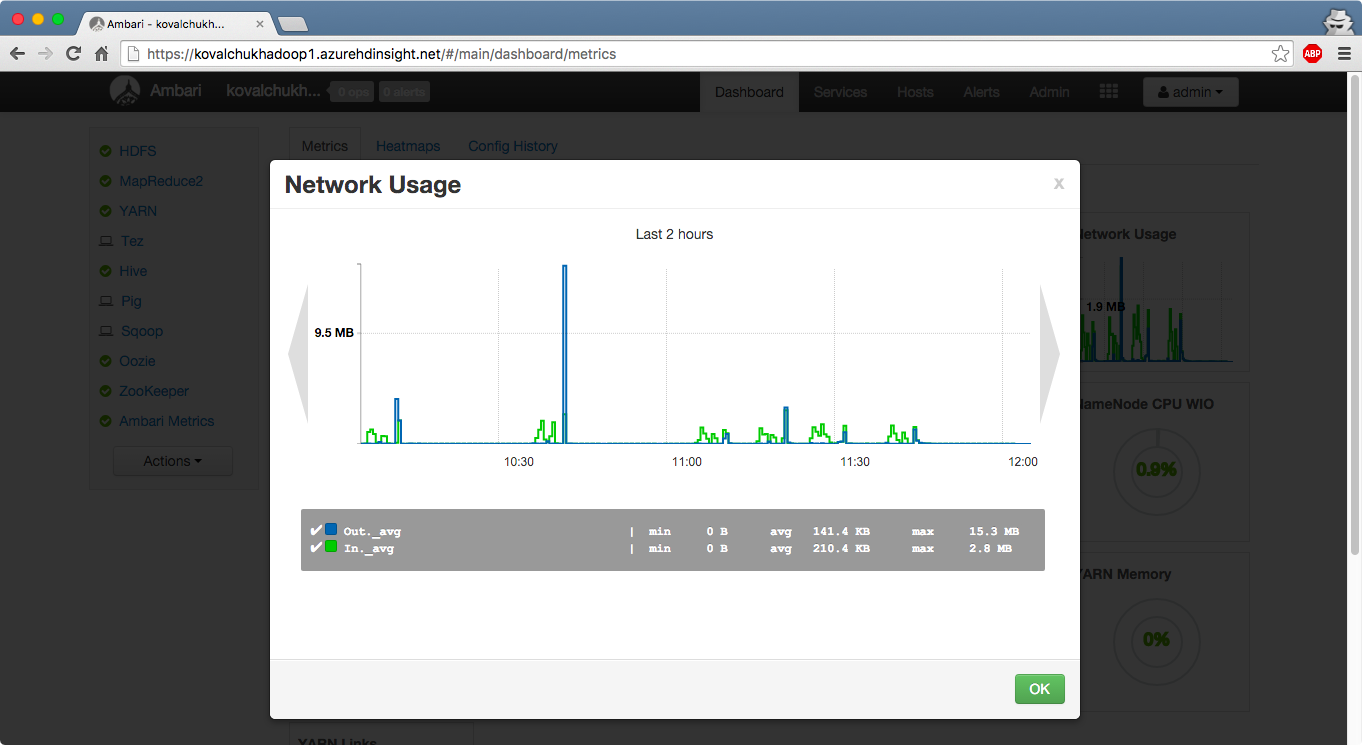 Ambari - kovalchukh...
https://kovalchukhadoop1.azurehdinsight.net/#/main/dashboard/metrics
ABP
Ambari kovalchukh... 0 ops 0 alerts Dashboard Services Hosts Alerts Admin admin
HDFS
MapReduce2
YARN
Tez
Hive
Pig
Sqoop
Oozie
ZooKeeper
Ambari Metrics
Actions
Metrics Heatmaps Config History
Network Usage x
Last 2 hours
9.5 MB
10:30 11:00 11:30 12:00
Out._avg | min 0 B avg 141.4 KB max 15.3 MB
In._avg | min 0 B avg 210.4 KB max 2.8 MB
OK
Network Usage
1.9 MB
NameNode CPU WIO
0.9%
YARN Memory
0%
YARN Links